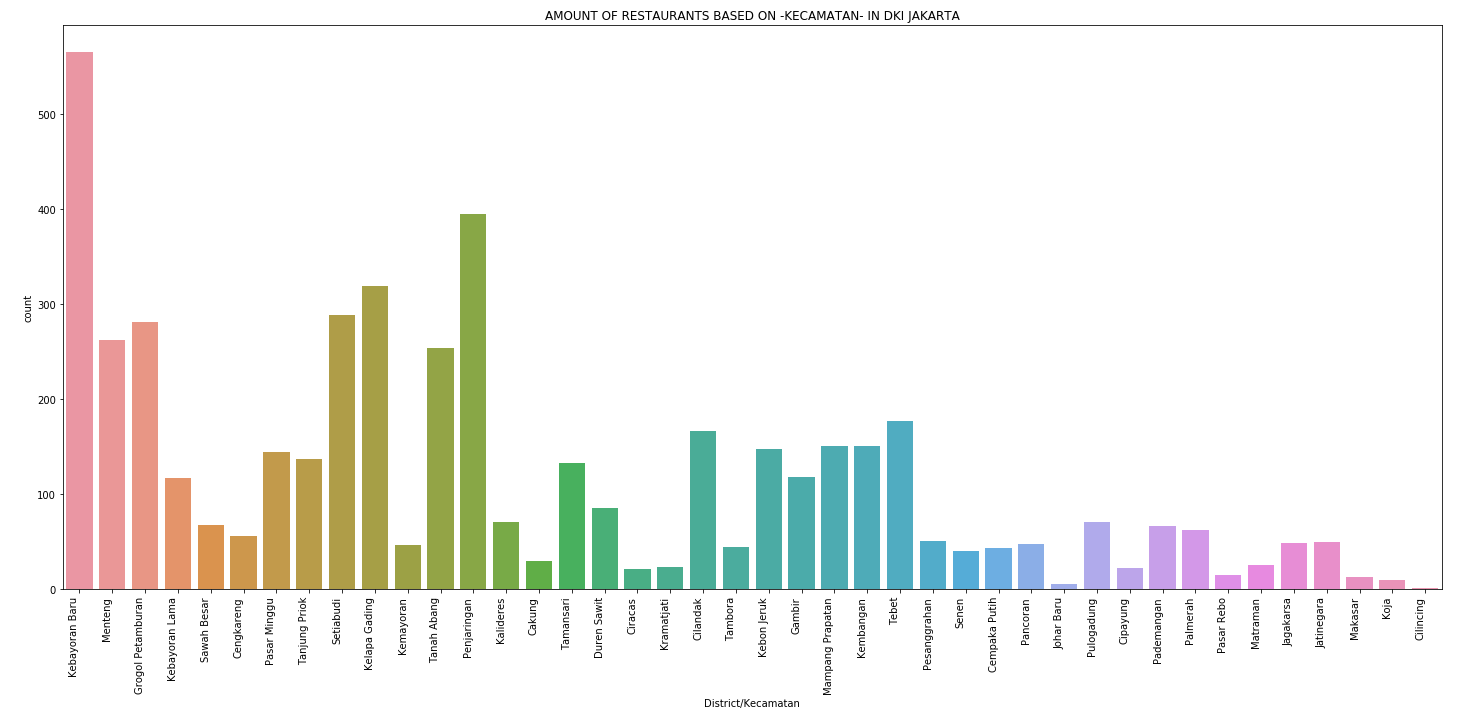 AMOUNT OF RESTAURANTS BASED ON -KECAMATAN- IN DKI JAKARTA
count
500
400
300
200
100
0
Kebayoran Baru
Menteng
Grogol Petamburan
Kebayoran Lama
Sawah Besar
Cengkareng
Pasar Minggu
Tanjung Priok
Setiabudi
Kelapa Gading
Kemayoran
Tanah Abang
Penjaringan
Kalideres
Cakung
Tamansari
Duren Sawit
Ciracas
Kramatjati
Cilandak
Tambora
Kebon Jeruk
Gambir
Mampang Prapatan
Kembangan
Tebet
Pesanggrahan
Senen
Cempaka Putih
Pancoran
Johar Baru
Pulogadung
Cipayung
Pademangan
Palmerah
Pasar Rebo
Matraman
Jagakarsa
Jatinegara
Makasar
Koja
Cilincing
District/Kecamatan